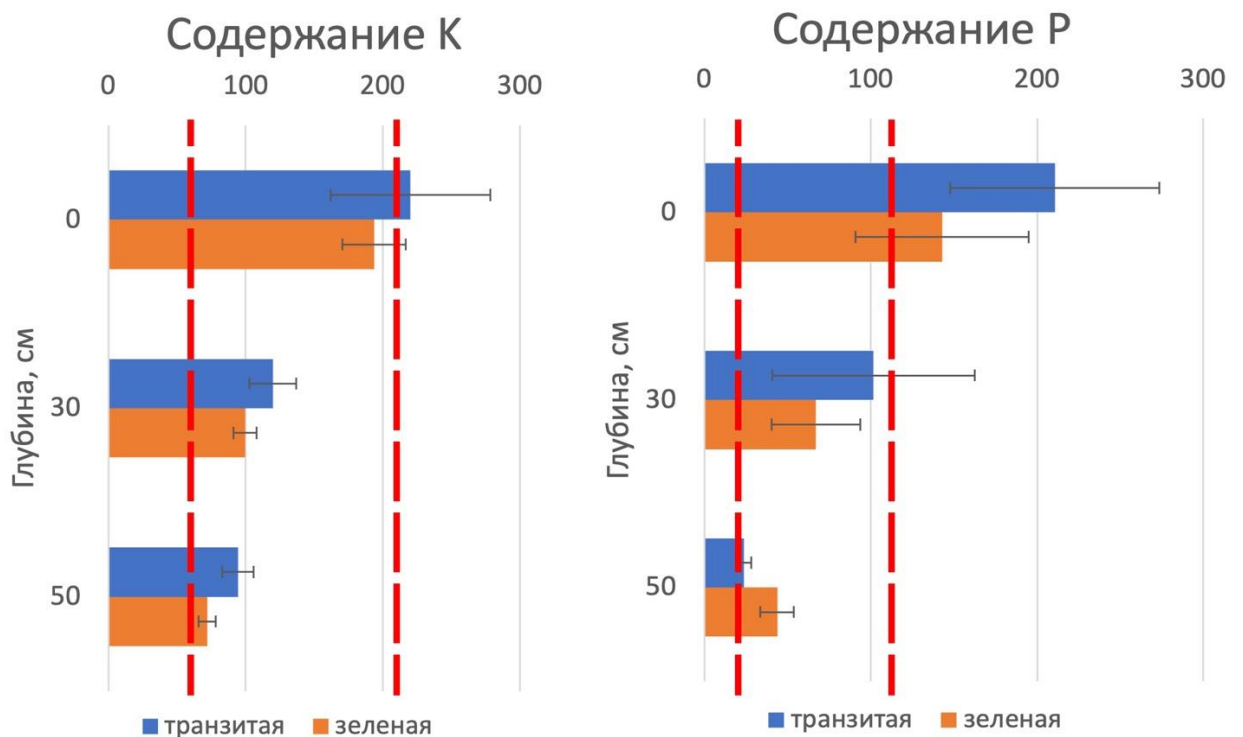 Содержание K
0 100 200 300
Глубина, см
0
30
50
транзитая зеленая
Содержание P
0 100 200 300
Глубина, см
0
30
50
транзитая зеленая